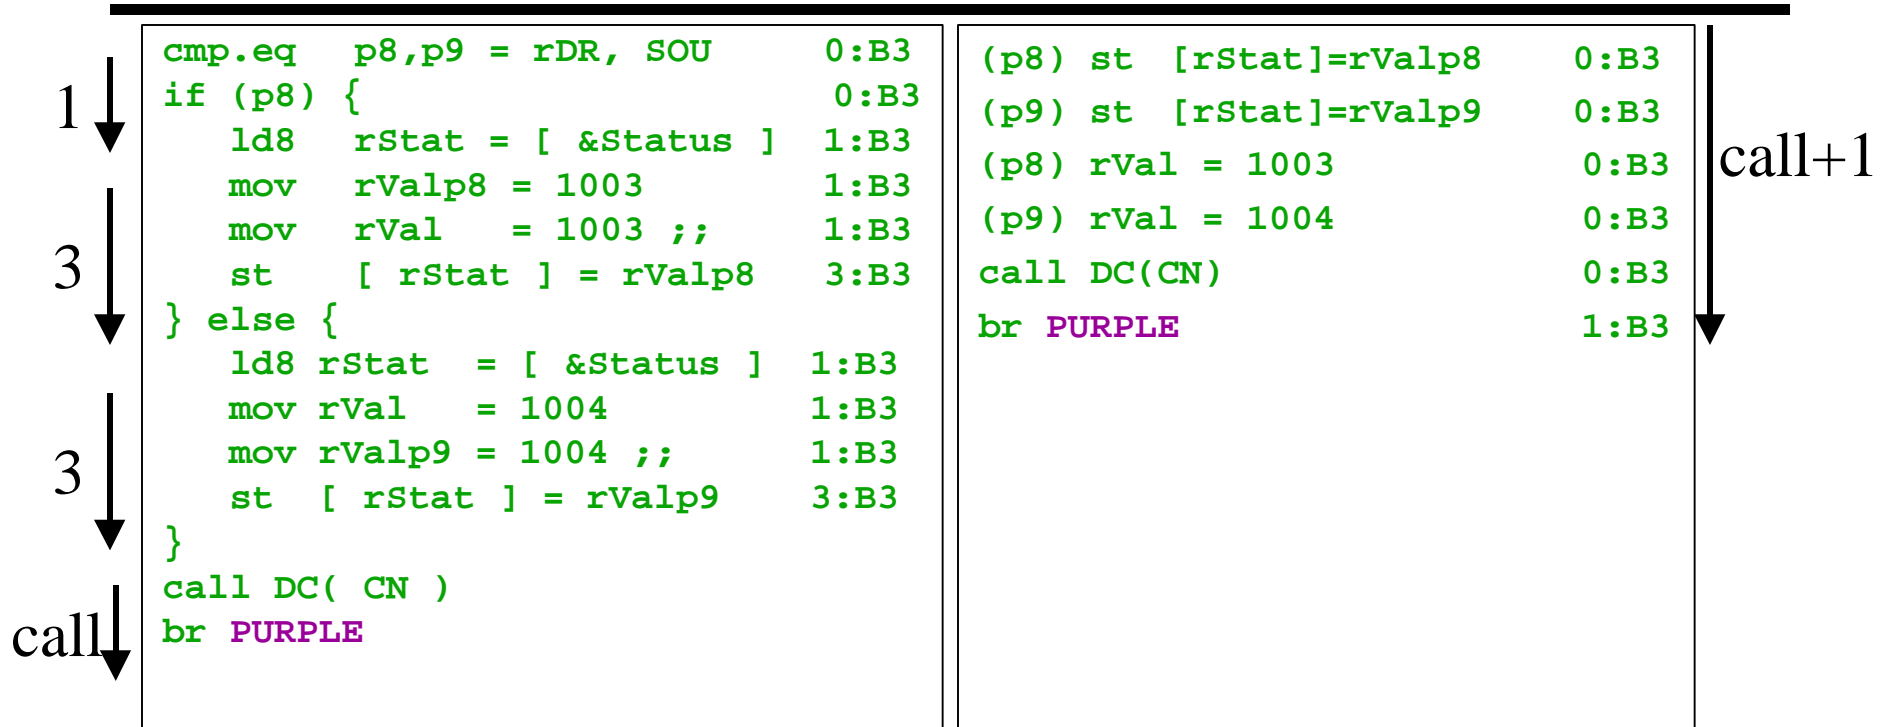 1
3
3
call
cmp.eq p8,p9 = rDR, SOU 0:B3
if (p8) { 0:B3
ld8 rStat = [ &Status ] 1:B3
mov rValp8 = 1003 1:B3
mov rVal = 1003 ;; 1:B3
st [ rStat ] = rValp8 3:B3
} else {
ld8 rStat = [ &Status ] 1:B3
mov rVal = 1004 1:B3
mov rValp9 = 1004 ;; 1:B3
st [ rStat ] = rValp9 3:B3
}
call DC( CN )
br PURPLE
(p8) st [rStat]=rValp8 0:B3
(p9) st [rStat]=rValp9 0:B3
(p8) rVal = 1003 0:B3
(p9) rVal = 1004 0:B3
call DC(CN) 0:B3
br PURPLE 1:B3
call+1